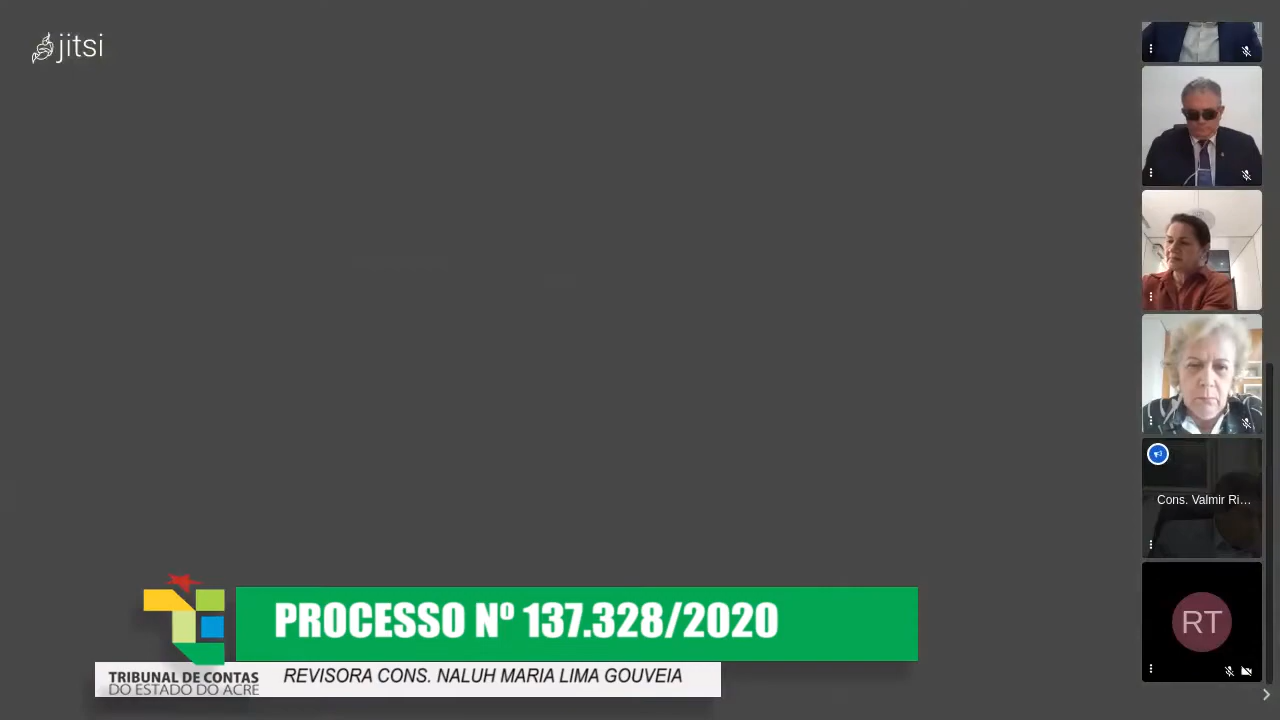 jitsi
Cons. Valmir Ri...
RT
PROCESSO Nº 137.328/2020
REVISORA CONS. NALUH MARIA LIMA GOUVEIA
TRIBUNAL DE CONTAS
DO ESTADO DO ACRE